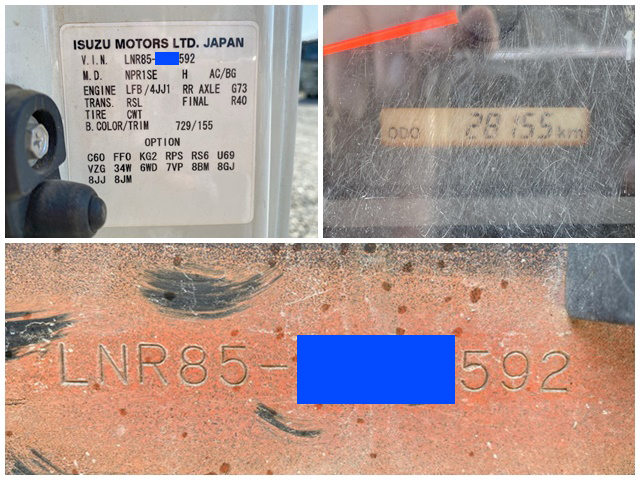 ISUZU MOTORS LTD. JAPAN
V.I.N. LNR85- 592
M.D. NPR1SE H AC/BG
ENGINE LFB/4JJ1 RR AXLE G73
TRANS. RSL FINAL R40
TIRE CWT
B.COLOR/TRIM 729/155
OPTION
C60 FF0 KG2 RPS RS6 U69
VZG 34W 6WD 7VP 8BM 8GJ
8JJ 8JM
ODO 28155 km
LNR85- 592